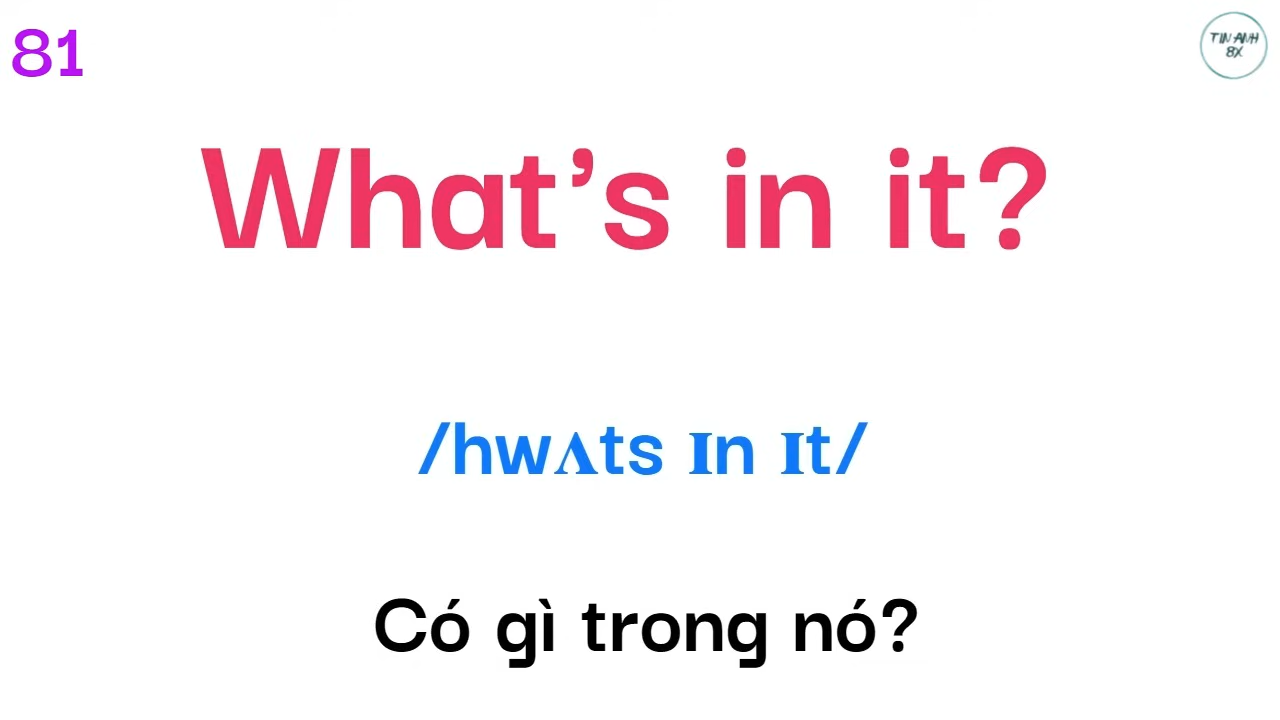 81
TIN ANH
8X
What's in it?
/hwʌts ɪn ɪt/
Có gì trong nó?